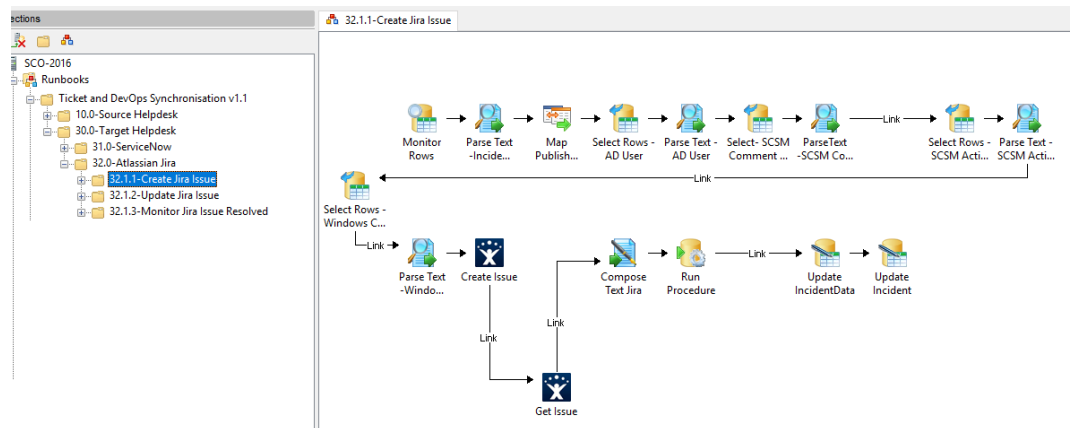 ections
32.1.1-Create Jira Issue
SCO-2016
Runbooks
Ticket and DevOps Synchronisation v1.1
10.0-Source Helpdesk
30.0-Target Helpdesk
31.0-ServiceNow
32.0-Atlassian Jira
32.1.1-Create Jira Issue
32.1.2-Update Jira Issue
32.1.3-Monitor Jira Issue Resolved
Monitor
Rows
Parse Text
-Incide...
Map
Publish...
Select Rows -
AD User
Parse Text -
AD User
Select- SCSM
Comment ...
ParseText
-SCSM Co...
Link
Select Rows -
SCSM Acti...
Parse Text -
SCSM Acti...
Link
Select Rows -
Windows C...
Link
Parse Text
-Windo...
Create Issue
Link
Get Issue
Link
Compose
Text Jira
Run
Procedure
Link
Update
IncidentData
Update
Incident